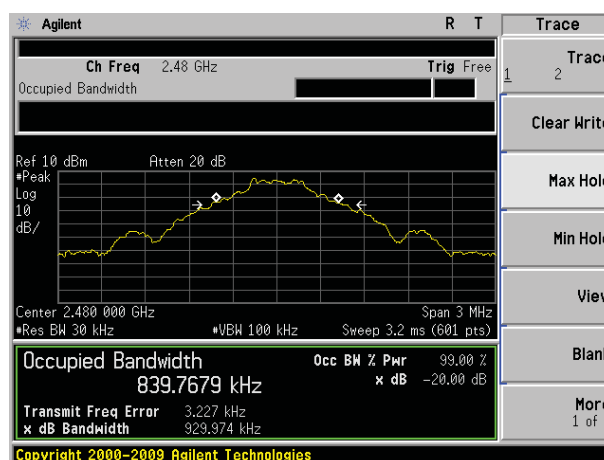 Agilent R T Trace
Ch Freq 2.48 GHz Trig Free
Occupied Bandwidth
Trace
1 2
Clear Write
Max Hold
Min Hold
View
Blank
More
1 of
Ref 10 dBm Atten 20 dB
#Peak
Log
10
dB/
Center 2.480 000 GHz Span 3 MHz
#Res BW 30 kHz #VBW 100 kHz Sweep 3.2 ms (601 pts)
Occupied Bandwidth Occ BW % Pwr 99.00 %
839.7679 kHz x dB -20.00 dB
Transmit Freq Error 3.227 kHz
x dB Bandwidth 929.974 kHz
Copyright 2000-2009 Agilent Technologies